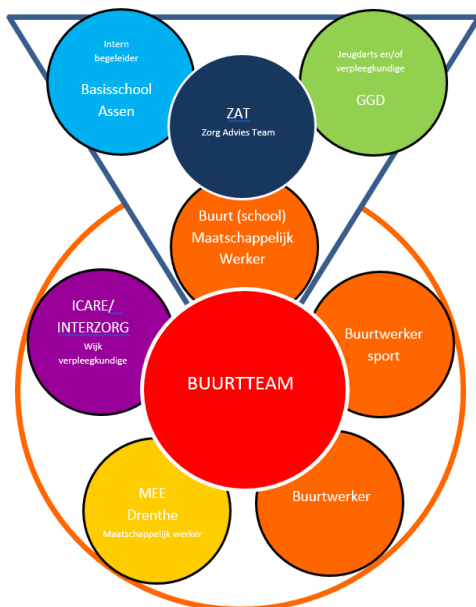 Intern
begeleider
Basisschool
Assen
Jeugdarts en/of
verpleegkundige
GGD
ZAT
Zorg Advies Team
Buurt (school)
Maatschappelijk
Werker
ICARE/
INTERZORG
Wijk
verpleegkundige
Buurtwerker
sport
BUURTTEAM
MEE
Drenthe
Maatschappelijk werker
Buurtwerker